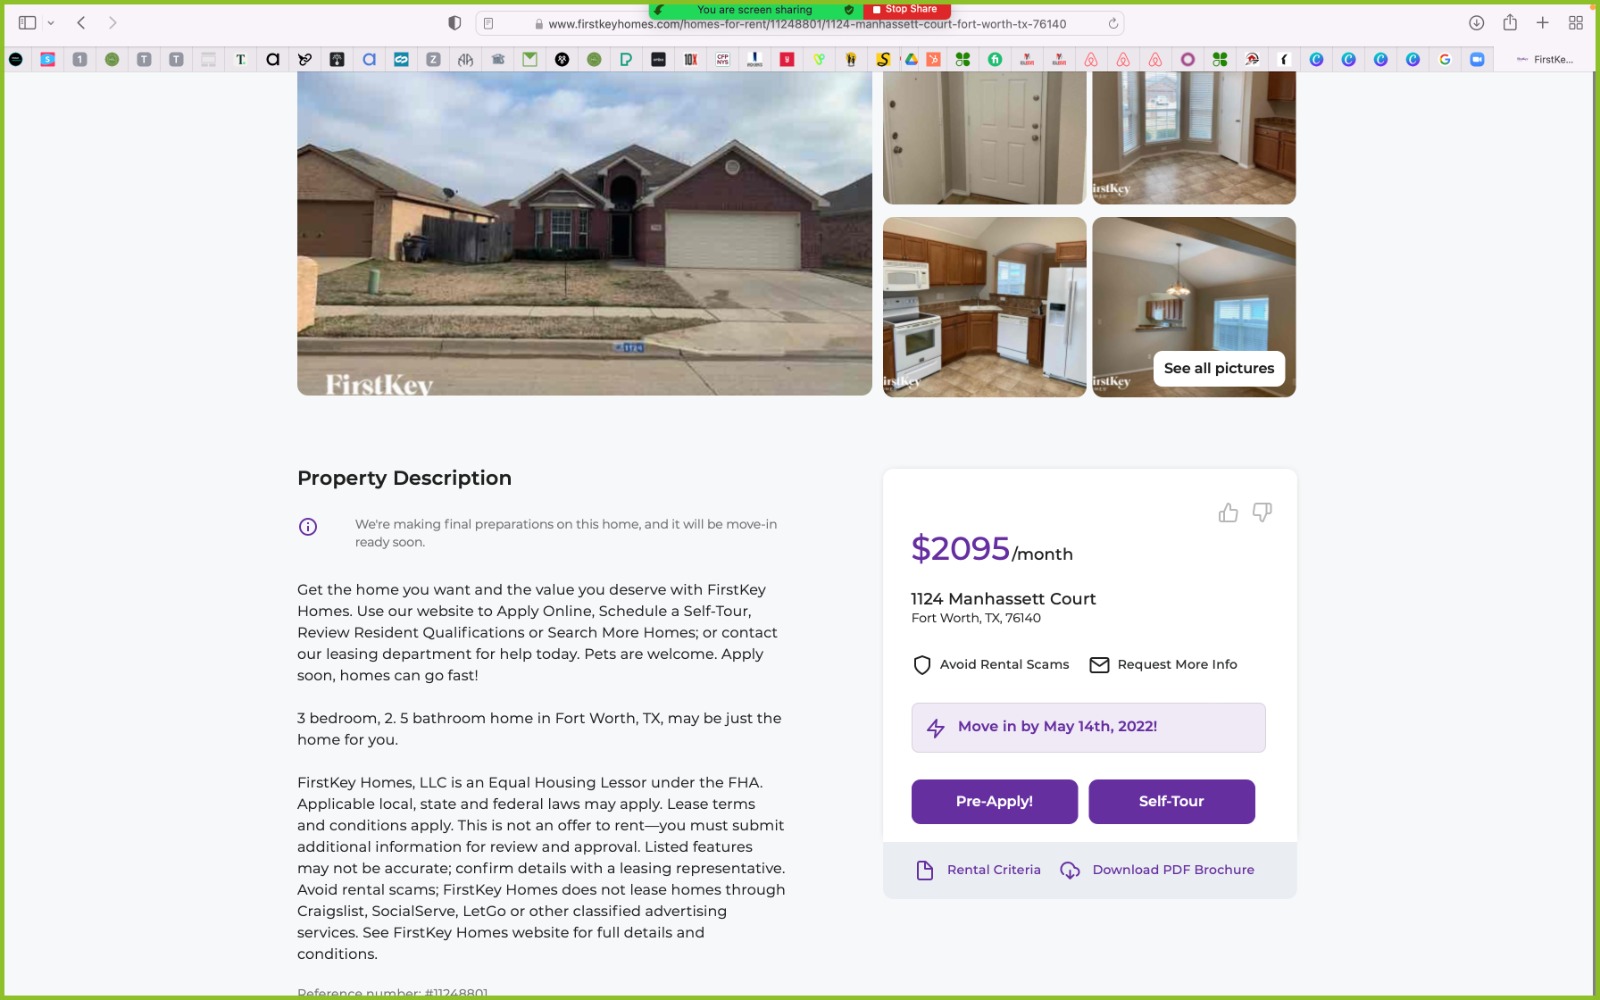 You are screen sharing
Stop Share
www.firstkeyhomes.com/homes-for-rent/11248801/1124-manhassett-court-fort-worth-tx-76140
FirstKe...
FirstKey
See all pictures
Property Description
We're making final preparations on this home, and it will be move-in
ready soon.
Get the home you want and the value you deserve with FirstKey
Homes. Use our website to Apply Online, Schedule a Self-Tour,
Review Resident Qualifications or Search More Homes; or contact
our leasing department for help today. Pets are welcome. Apply
soon, homes can go fast!
3 bedroom, 2. 5 bathroom home in Fort Worth, TX, may be just the
home for you.
FirstKey Homes, LLC is an Equal Housing Lessor under the FHA.
Applicable local, state and federal laws may apply. Lease terms
and conditions apply. This is not an offer to rent—you must submit
additional information for review and approval. Listed features
may not be accurate; confirm details with a leasing representative.
Avoid rental scams; FirstKey Homes does not lease homes through
Craigslist, SocialServe, LetGo or other classified advertising
services. See FirstKey Homes website for full details and
conditions.
Reference number: #11248801
$2095/month
1124 Manhassett Court
Fort Worth, TX, 76140
Avoid Rental Scams
Request More Info
Move in by May 14th, 2022!
Pre-Apply!
Self-Tour
Rental Criteria
Download PDF Brochure